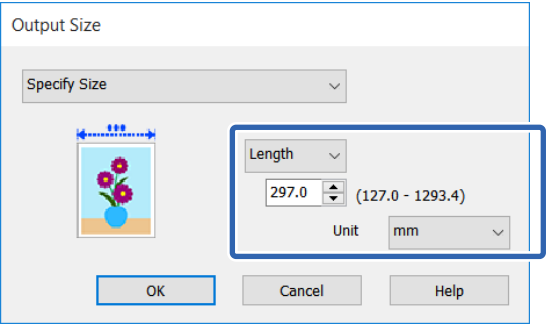 Output Size
Specify Size
Length
297.0 (127.0 - 1293.4)
Unit mm
OK Cancel Help